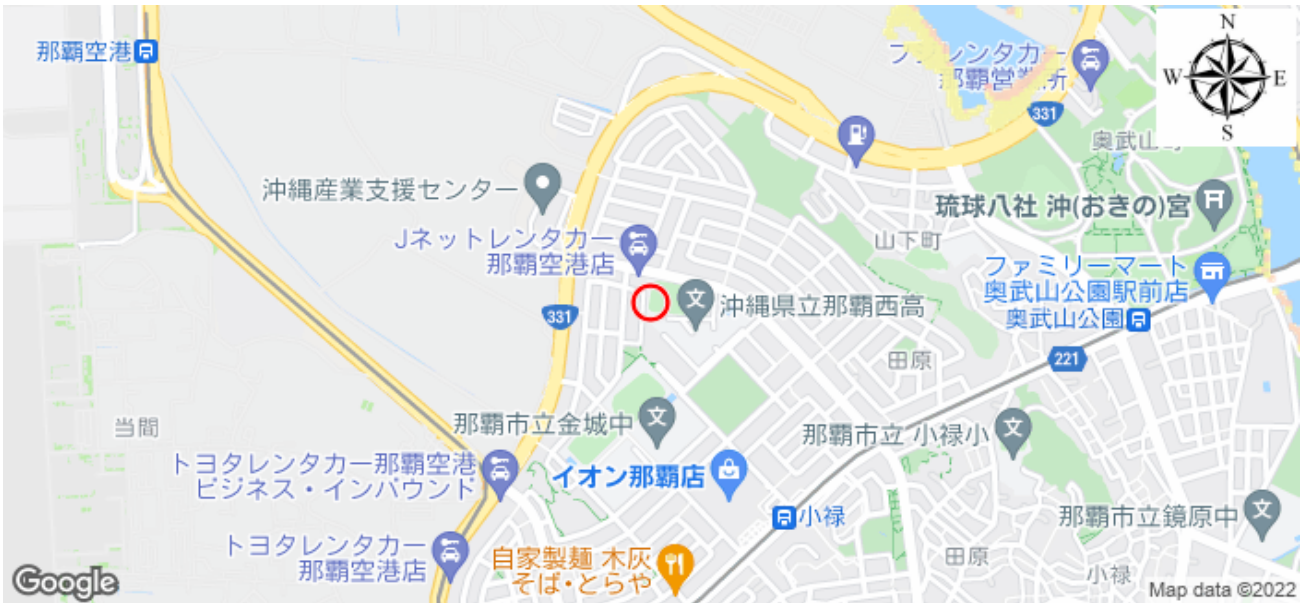 那覇空港
フジレンタカー
那覇営業所
N
W
E
S
331
奥武山町
沖縄産業支援センター
琉球八社 沖(おきの)宮
Jネットレンタカー
那覇空港店
山下町
ファミリーマート
奥武山公園駅前店
奥武山公園
沖縄県立那覇西高
331
田原
221
当間
那覇市立金城中
那覇市立 小禄小
トヨタレンタカー那覇空港
ビジネス・インバウンド
イオン那覇店
小禄
那覇市立鏡原中
トヨタレンタカー
那覇空港店
自家製麺 木灰
そば・とらや
田原
小禄
Google
Map data ©2022